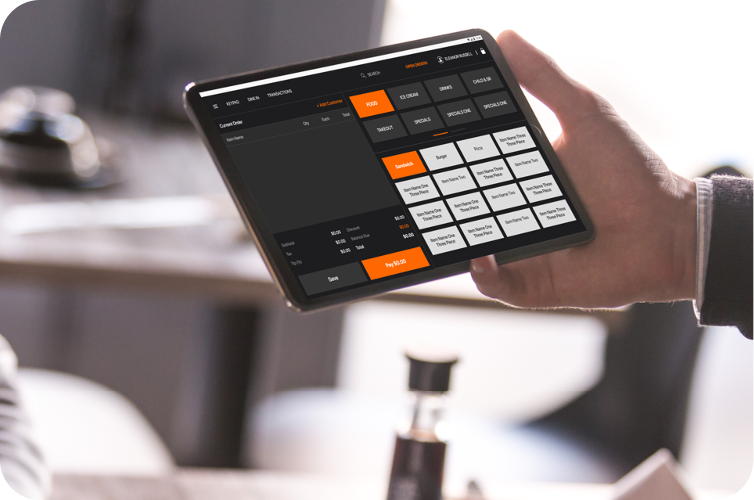 KEYPAD DINE IN TRANSACTIONS
SEARCH
OPEN ORDERS
ELEANOR RUSSELL
Current Order
+ Add Customer
Item Name Qty Each Total
Subtotal $0.00 Discount $0.00
Tax $0.00 Balance Due $0.00
$0.00 Total $0.00
Save
Pay $0.00
FOOD ICE CREAM DRINKS
TAKEOUT SPECIALS SPECIALS ONE SPECIALS ONE
Sandwich Burger Pizza Item Name Three
Three Piece
Item Name One
Three Piece
Item Name Two
Item Name Three
Three Piece
Item Name Two
Item Name One
Three Piece
Item Name One
Three Piece
Item Name Two
Item Name Three
Three Piece
Item Name One
Three Piece
Item Name One
Three Piece
Item Name Two
Item Name Three
Three Piece